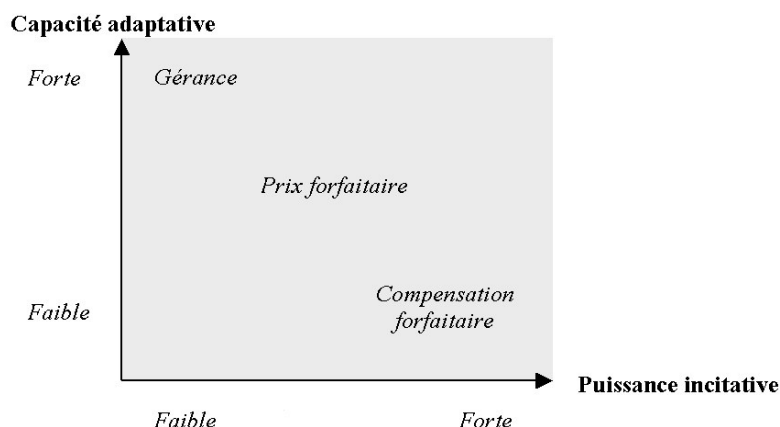 Capacité adaptative
Forte
Gérance
Prix forfaitaire
Compensation
forfaitaire
Faible
Puissance incitative
Faible
Forte